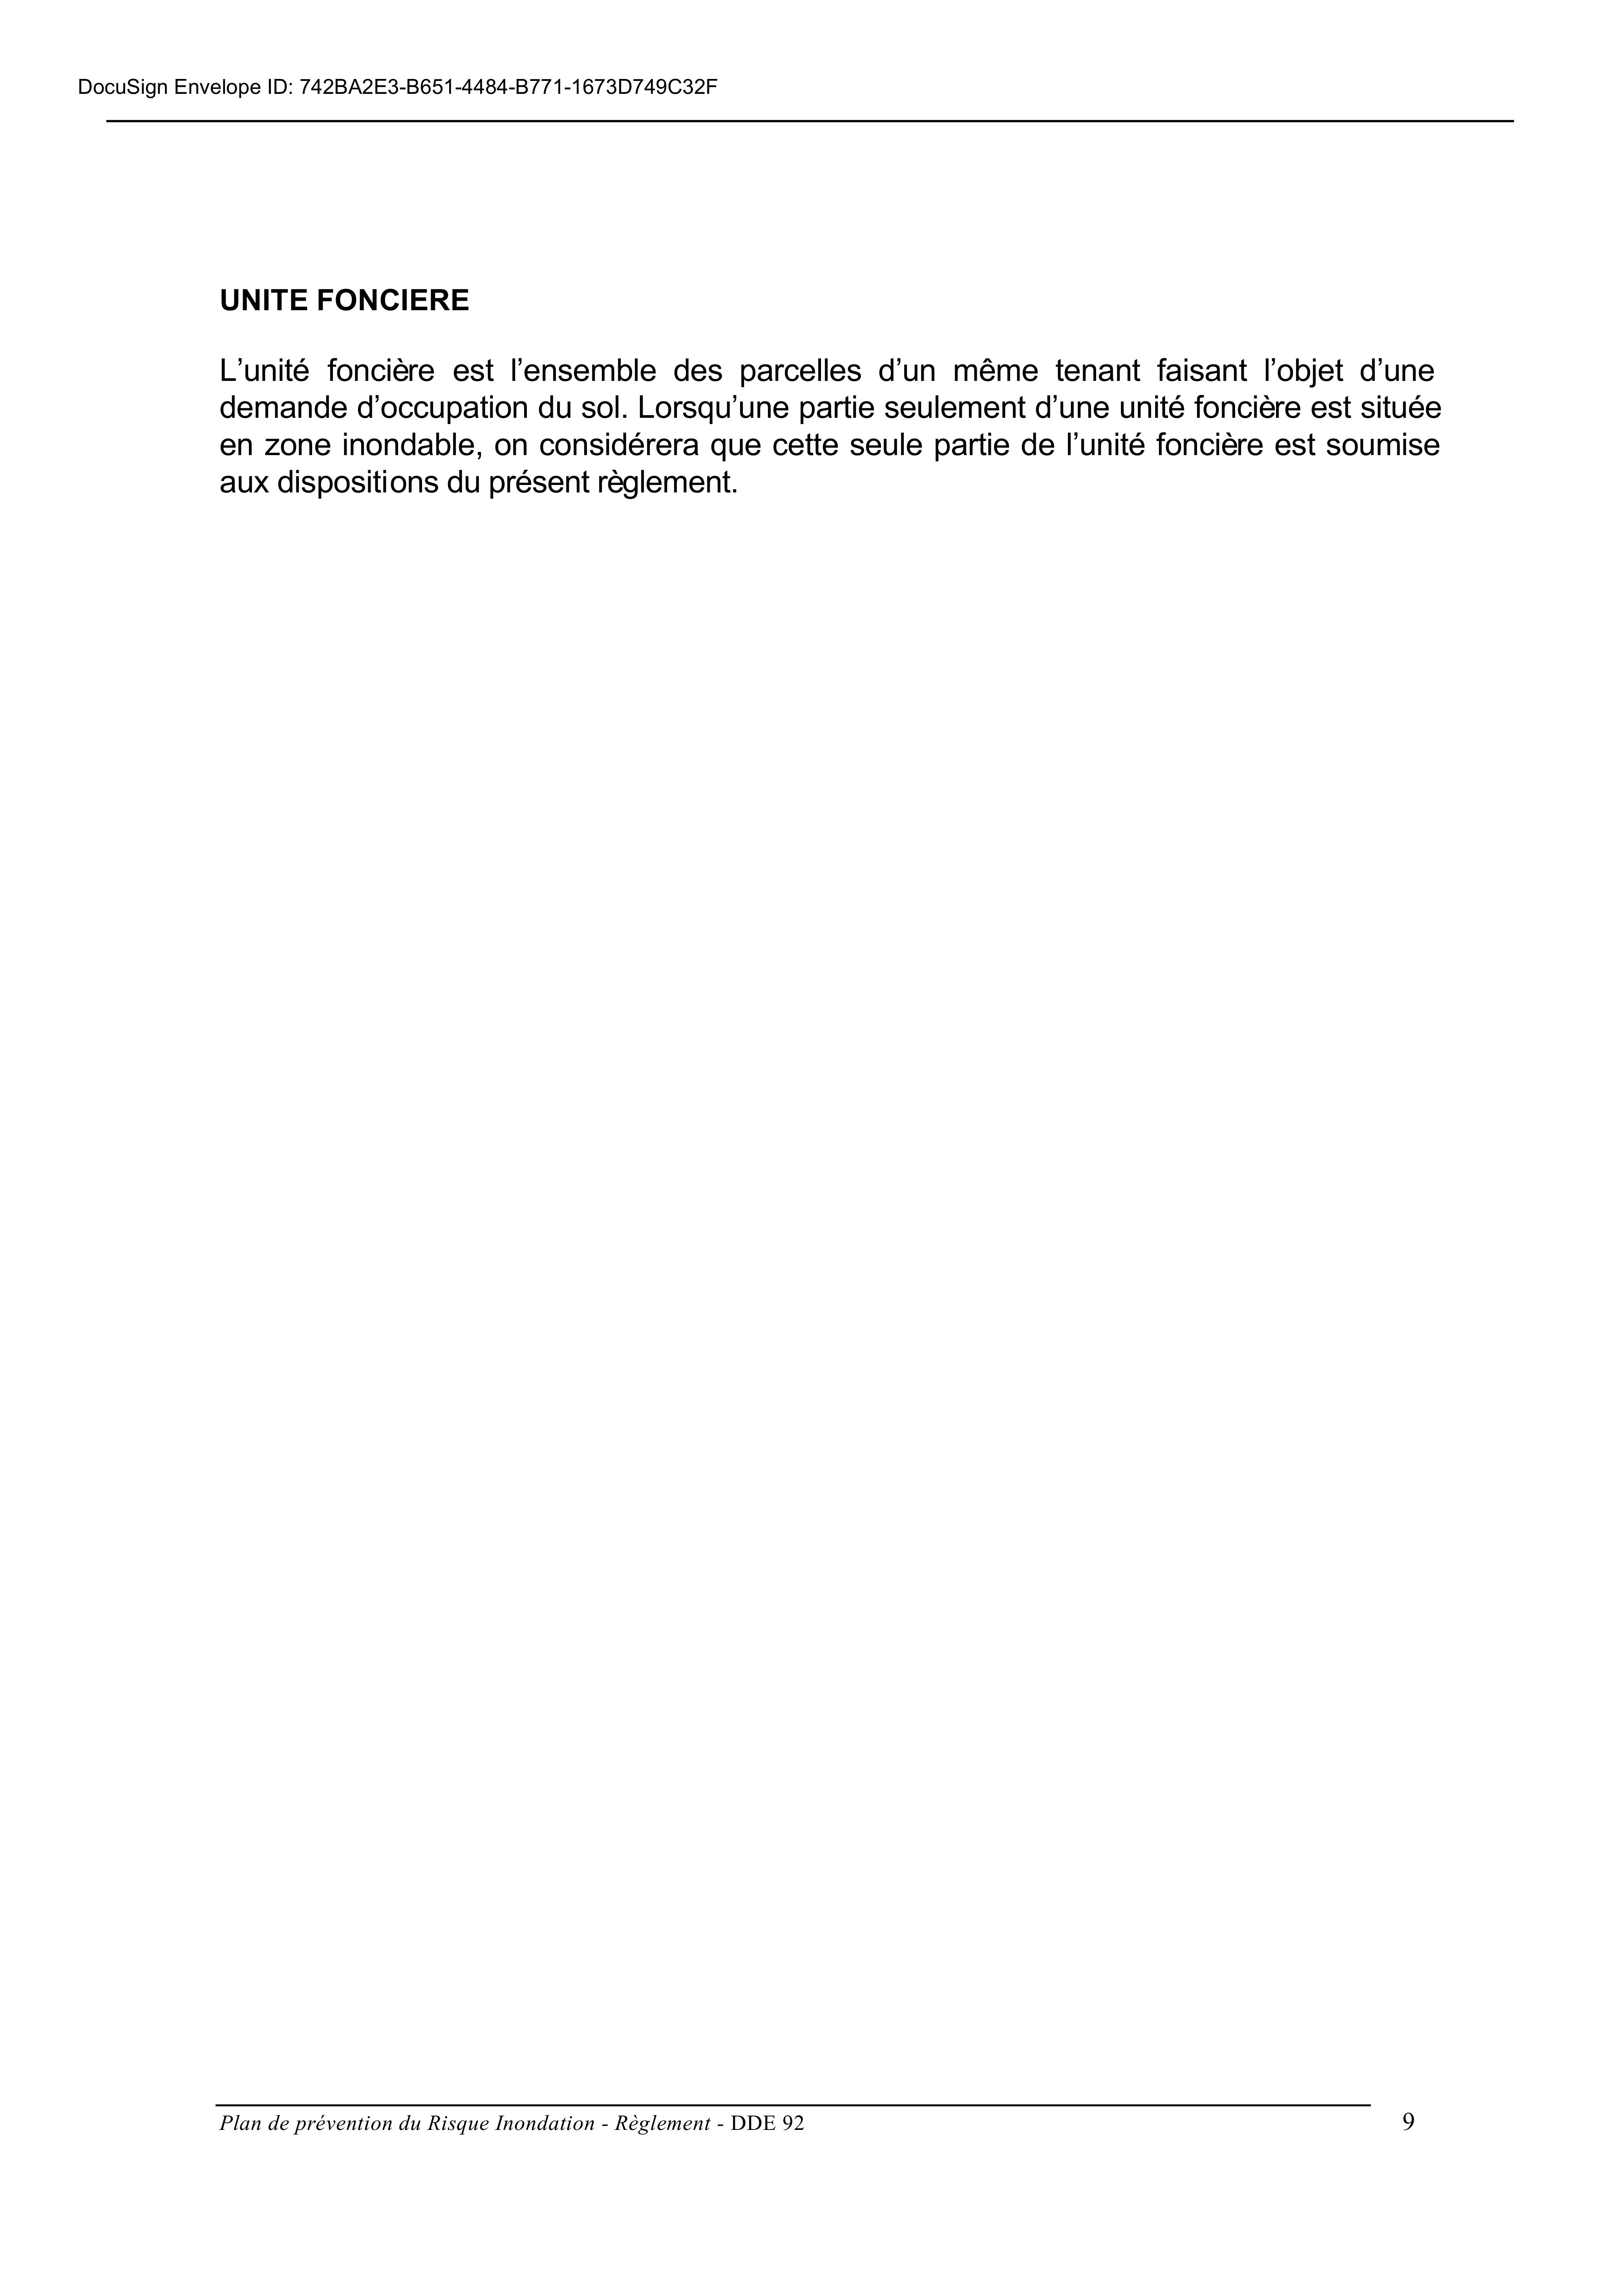 DocuSign Envelope ID: 742BA2E3-B651-4484-B771-1673D749C32F
UNITE FONCIERE
L’unité foncière est l’ensemble des parcelles d’un même tenant faisant l’objet d’une
demande d’occupation du sol. Lorsqu’une partie seulement d’une unité foncière est située
en zone inondable, on considérera que cette seule partie de l’unité foncière est soumise
aux dispositions du présent règlement.
Plan de prévention du Risque Inondation - Règlement - DDE 92 9